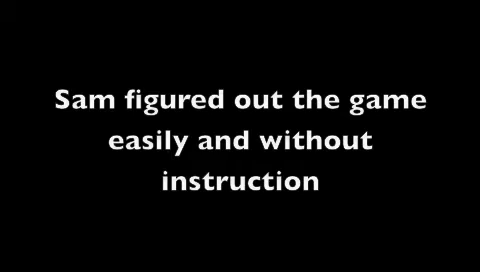 Sam figured out the game
easily and without
instruction